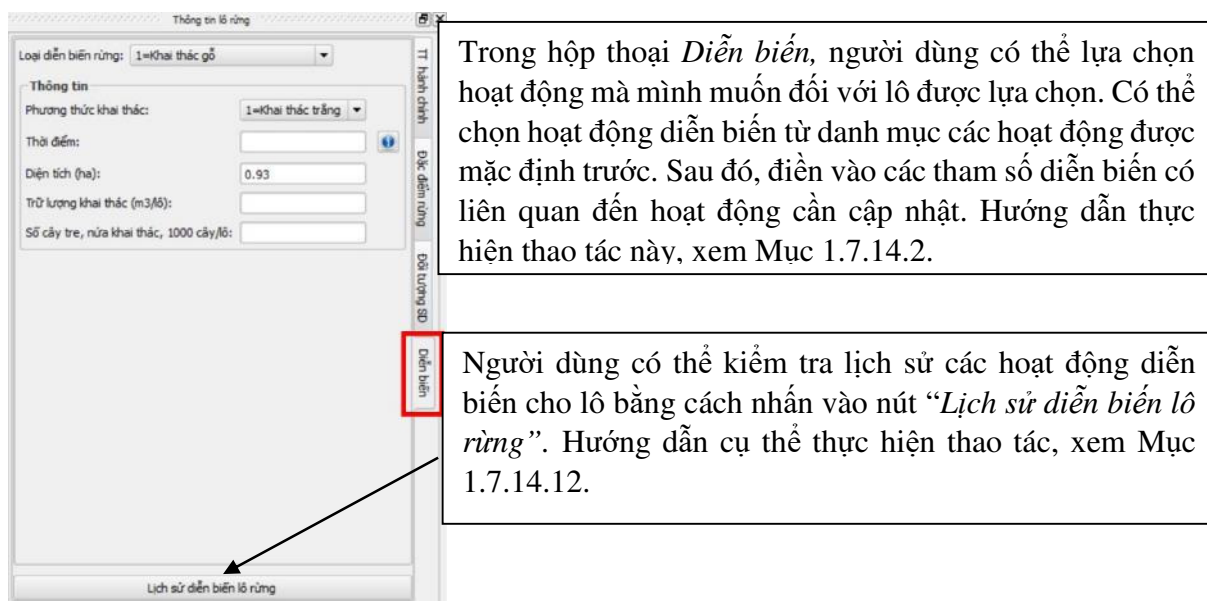 Thông tin lô rừng
Loại diễn biến rừng: 1=Khai thác gỗ
Thông tin
Phương thức khai thác: 1=Khai thác trắng
Thời điểm:
Diện tích (ha): 0.93
Trữ lượng khai thác (m3/lô):
Số cây tre, nứa khai thác, 1000 cây/lô:
TT hành chính
Đặc điểm rừng
Đối tượng SD
Diễn biến
Lịch sử diễn biến lô rừng
Trong hộp thoại Diễn biến, người dùng có thể lựa chọn
hoạt động mà mình muốn đối với lô được lựa chọn. Có thể
chọn hoạt động diễn biến từ danh mục các hoạt động được
mặc định trước. Sau đó, điền vào các tham số diễn biến có
liên quan đến hoạt động cần cập nhật. Hướng dẫn thực
hiện thao tác này, xem Mục 1.7.14.2.
Người dùng có thể kiểm tra lịch sử các hoạt động diễn
biến cho lô bằng cách nhấn vào nút “Lịch sử diễn biến lô
rừng”. Hướng dẫn cụ thể thực hiện thao tác, xem Mục
1.7.14.12.